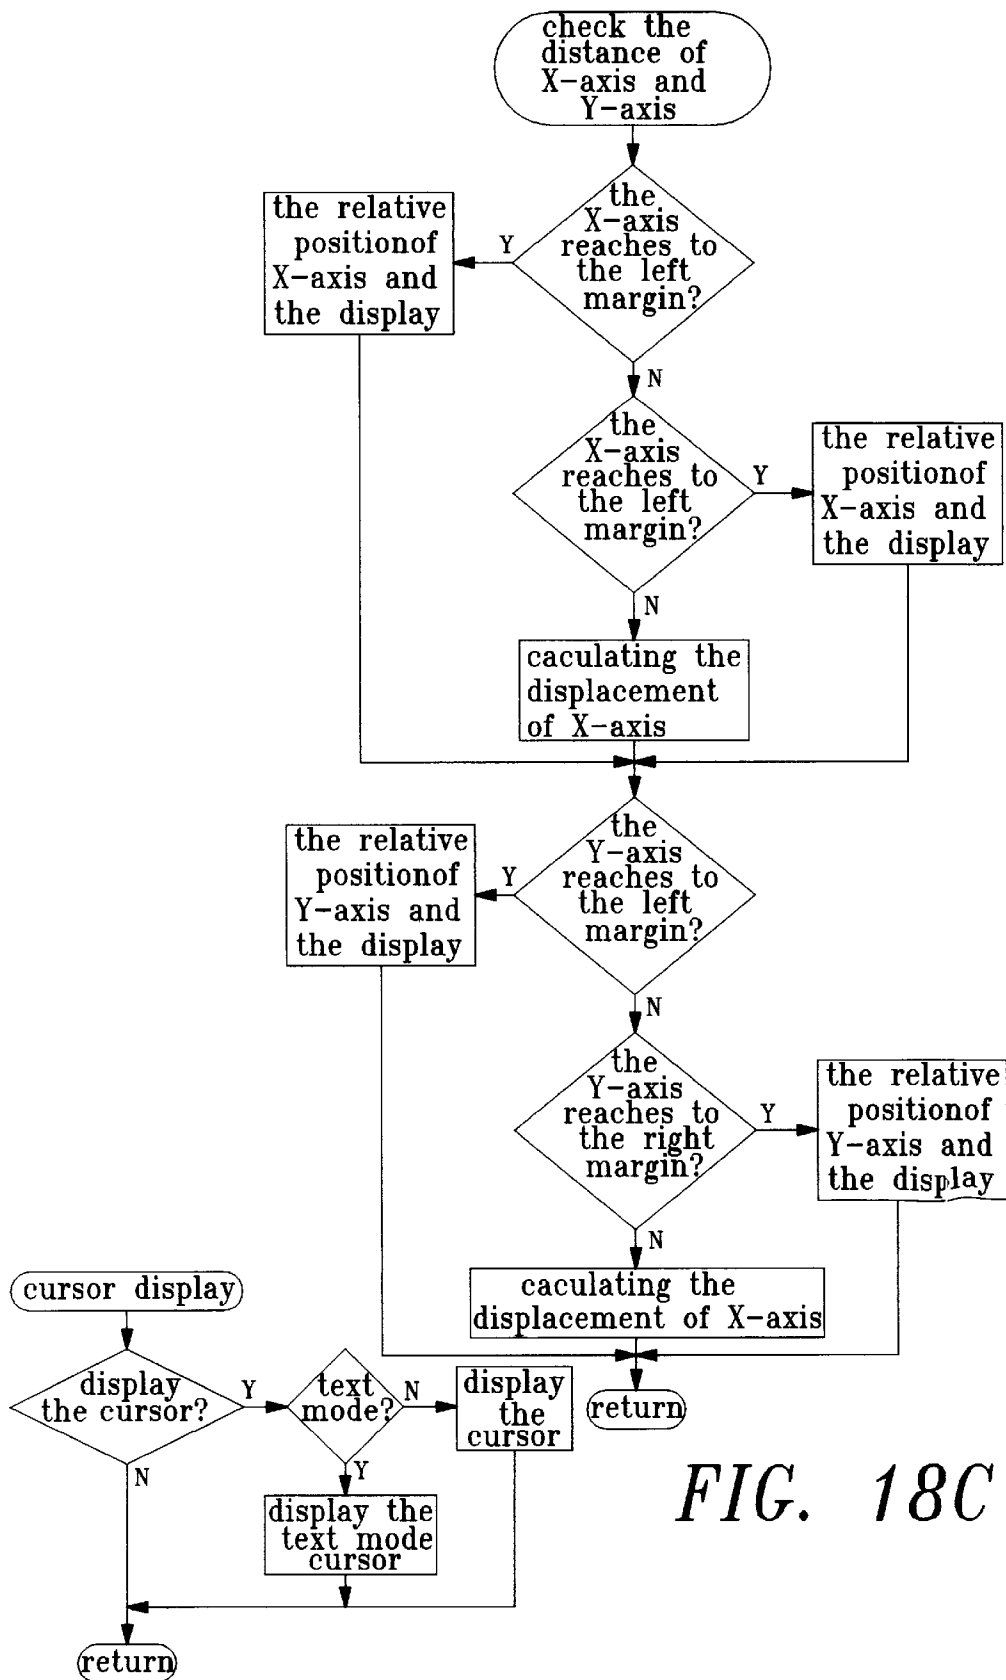 check the
distance of
X-axis and
Y-axis
the
X-axis
reaches to
the left
margin?
Y
the relative
positionof
X-axis and
the display
N
the
X-axis
reaches to
the left
margin?
Y
the relative
positionof
X-axis and
the display
N
caculating the
displacement
of X-axis
the
Y-axis
reaches to
the left
margin?
Y
the relative
positionof
Y-axis and
the display
N
the
Y-axis
reaches to
the right
margin?
Y
the relative
positionof
Y-axis and
the display
N
caculating the
displacement of X-axis
return
cursor display
display
the cursor?
Y
text
mode?
N
display
the
cursor
N
Y
display the
text mode
cursor
return
FIG. 18C